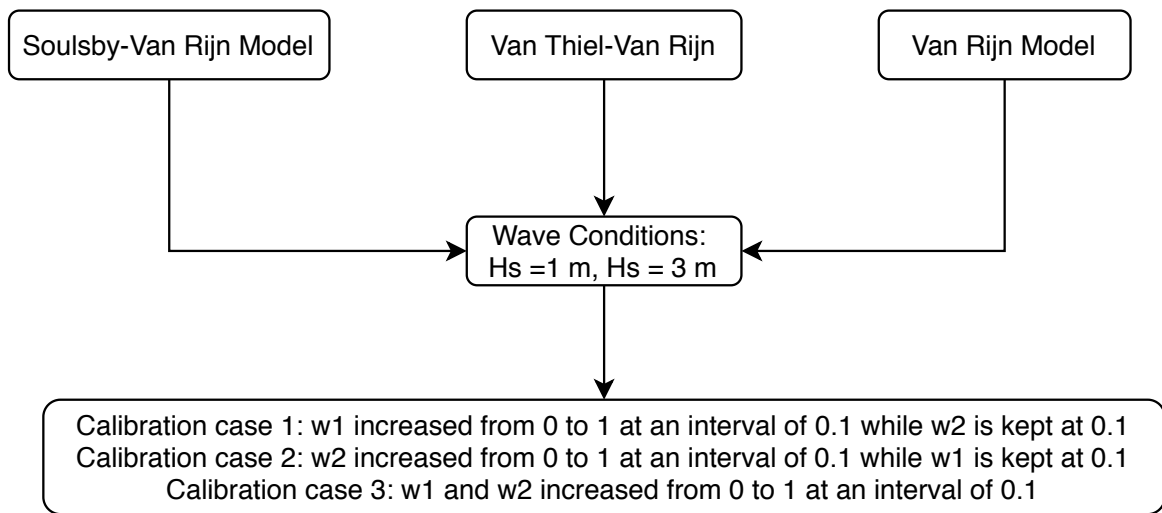 Soulsby-Van Rijn Model
Van Thiel-Van Rijn
Van Rijn Model
Wave Conditions:
Hs =1 m, Hs = 3 m
Calibration case 1: w1 increased from 0 to 1 at an interval of 0.1 while w2 is kept at 0.1
Calibration case 2: w2 increased from 0 to 1 at an interval of 0.1 while w1 is kept at 0.1
Calibration case 3: w1 and w2 increased from 0 to 1 at an interval of 0.1